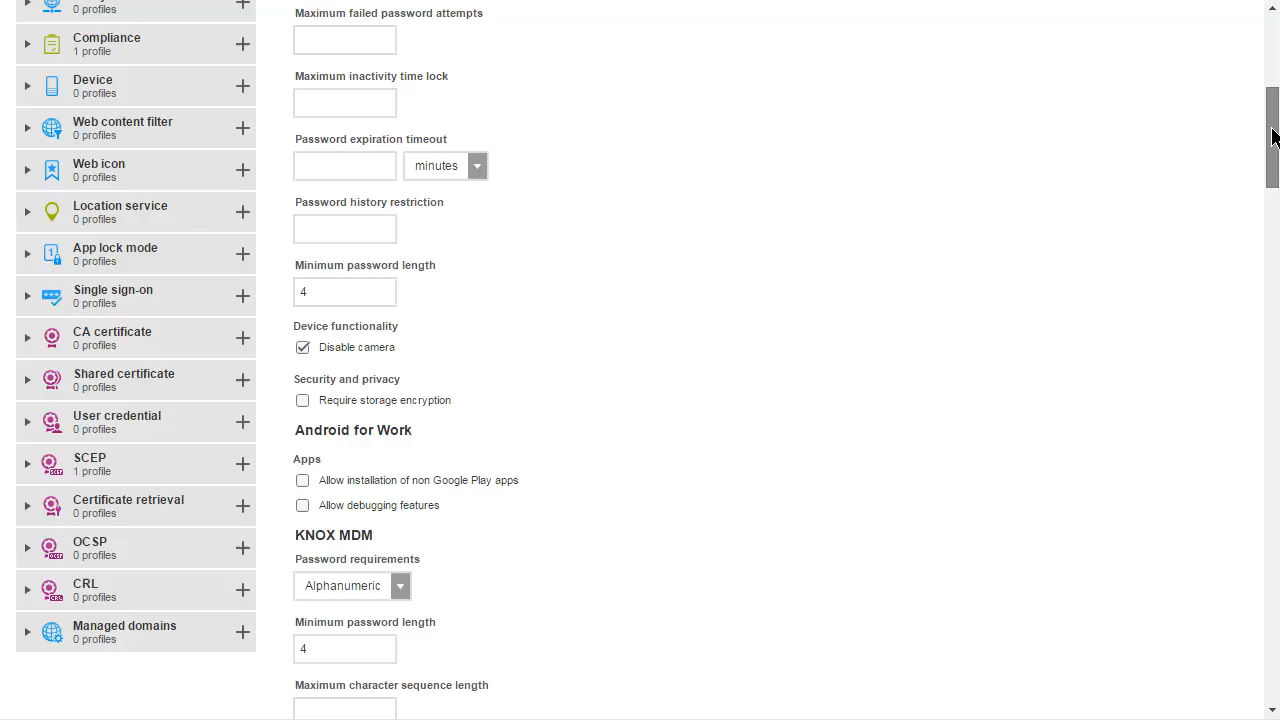 0 profiles
Compliance
1 profile
Device
0 profiles
Web content filter
0 profiles
Web icon
0 profiles
Location service
0 profiles
App lock mode
0 profiles
Single sign-on
0 profiles
CA certificate
0 profiles
Shared certificate
0 profiles
User credential
0 profiles
SCEP
1 profile
Certificate retrieval
0 profiles
OCSP
0 profiles
CRL
0 profiles
Managed domains
0 profiles
Maximum failed password attempts
Maximum inactivity time lock
Password expiration timeout
minutes
Password history restriction
Minimum password length
4
Device functionality
Disable camera
Security and privacy
Require storage encryption
Android for Work
Apps
Allow installation of non Google Play apps
Allow debugging features
KNOX MDM
Password requirements
Alphanumeric
Minimum password length
4
Maximum character sequence length